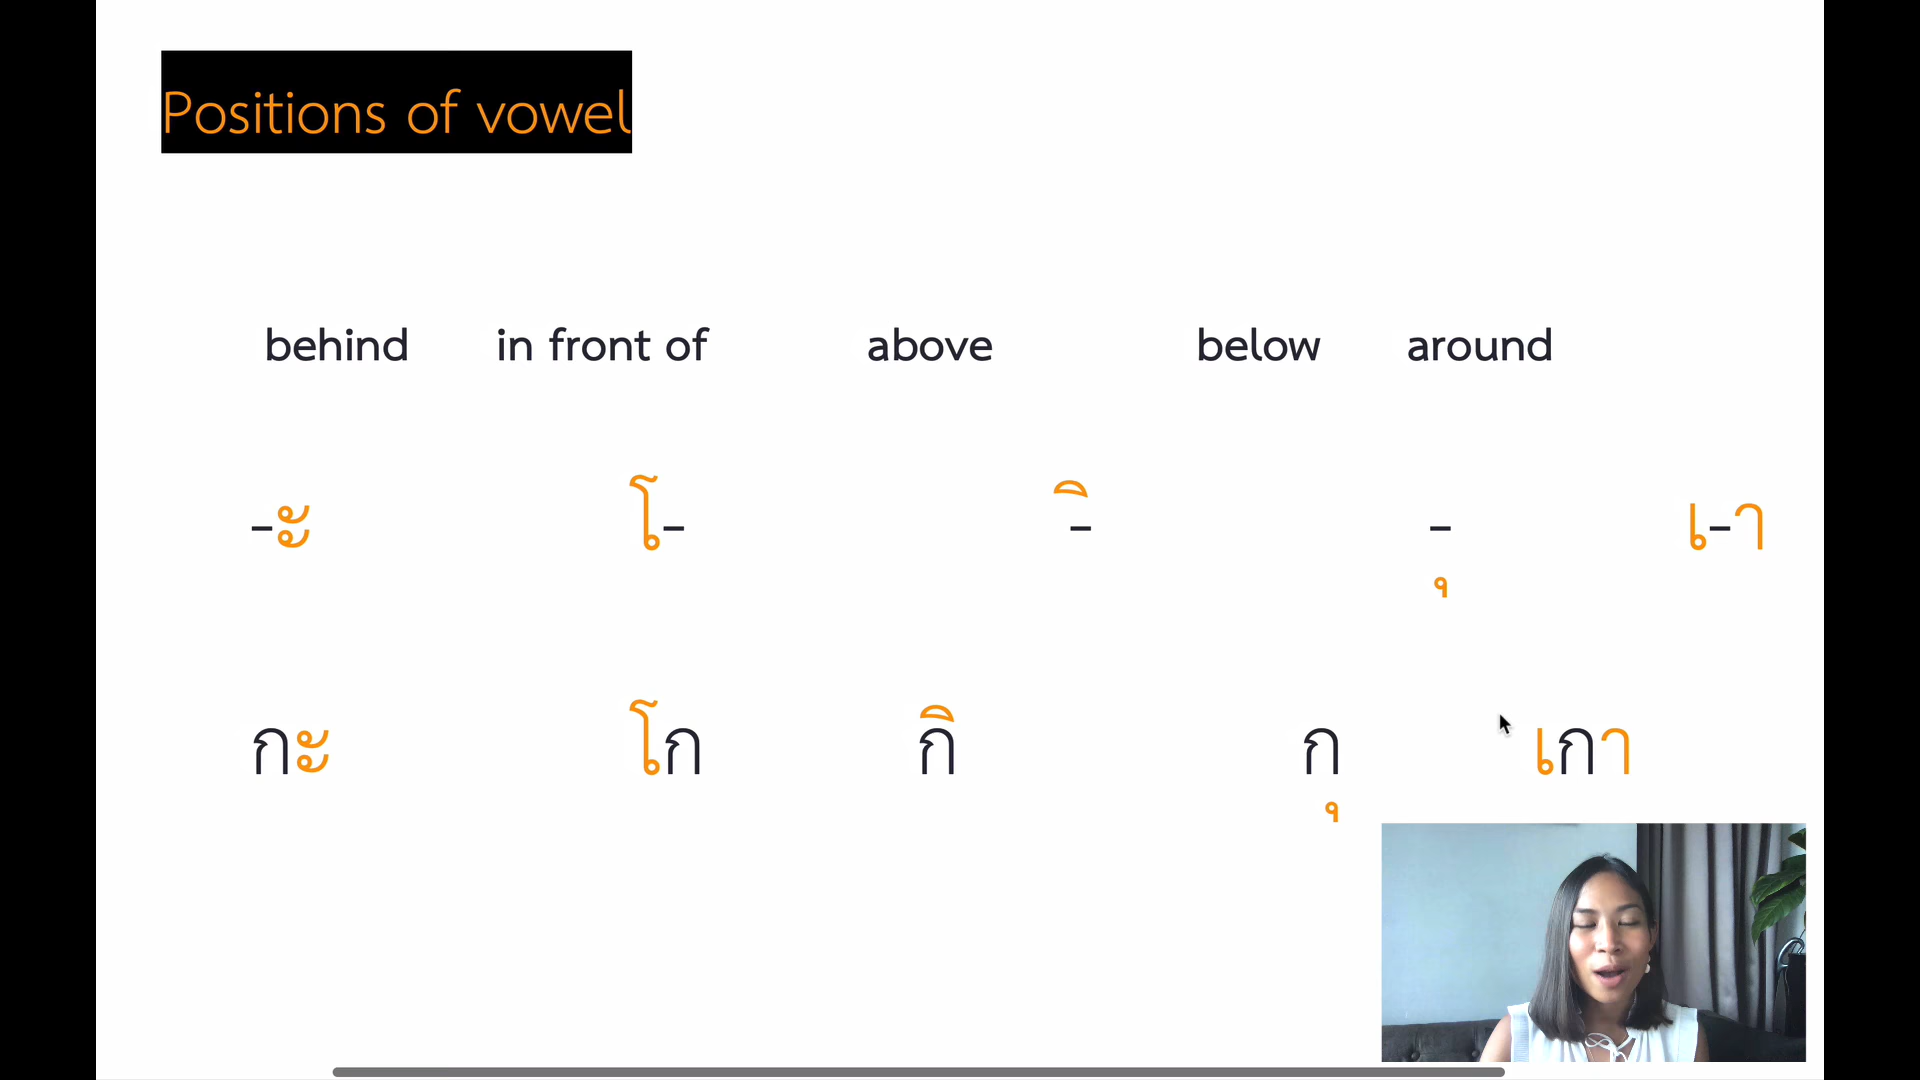 Positions of vowel
behind in front of above below around
-ะ โ- -ิ -ุ เ-า
กะ โก กิ กุ เกา